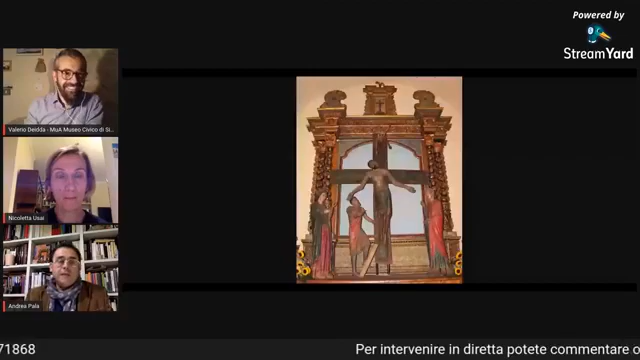 Powered by
StreamYard
Valerio Deidda - MuA Museo Civico di Si...
Nicoletta Usai
Andrea Pala
71868
Per intervenire in diretta potete commentare o